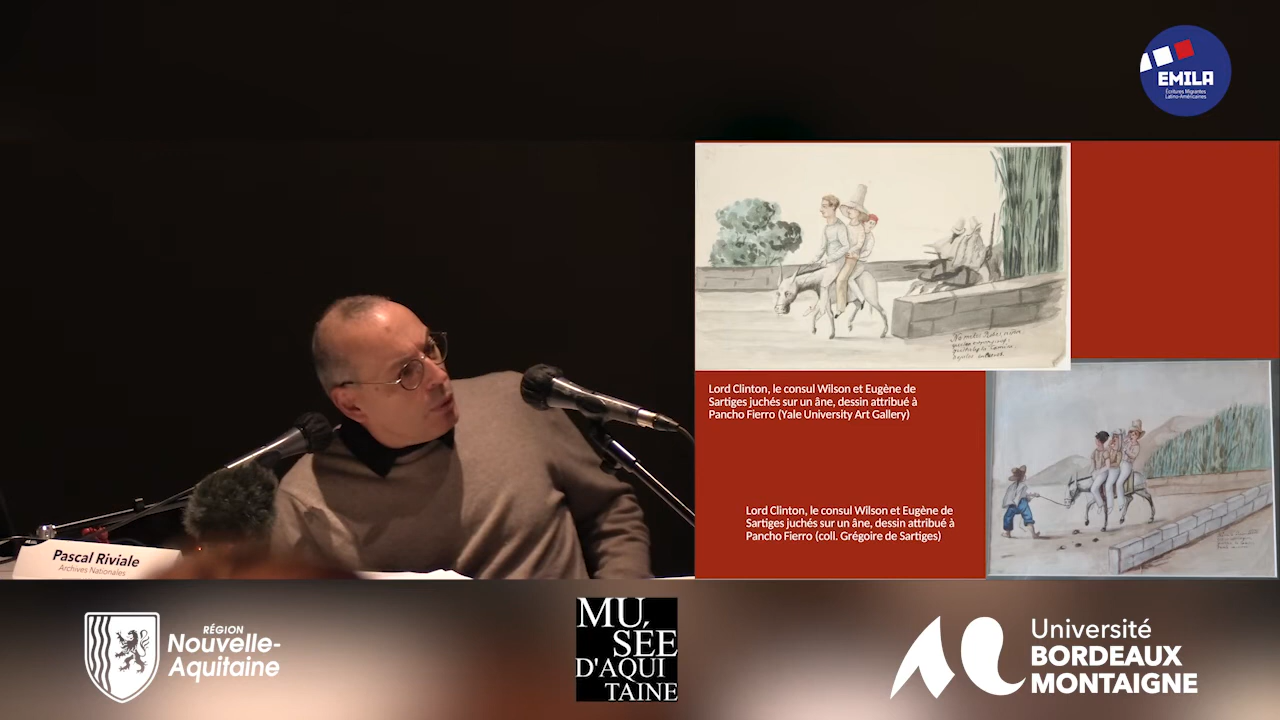 EMILA
Écritures Migrantes
Latino-Américaines
Lord Clinton, le consul Wilson et Eugène de
Sartiges juchés sur un âne, dessin attribué à
Pancho Fierro (Yale University Art Gallery)
Lord Clinton, le consul Wilson et Eugène de
Sartiges juchés sur un âne, dessin attribué à
Pancho Fierro (coll. Grégoire de Sartiges)
Pascal Riviale
Archives Nationales
RÉGION
Nouvelle-
Aquitaine
MU
SÉE
D'AQUI
TAINE
Université
BORDEAUX
MONTAIGNE